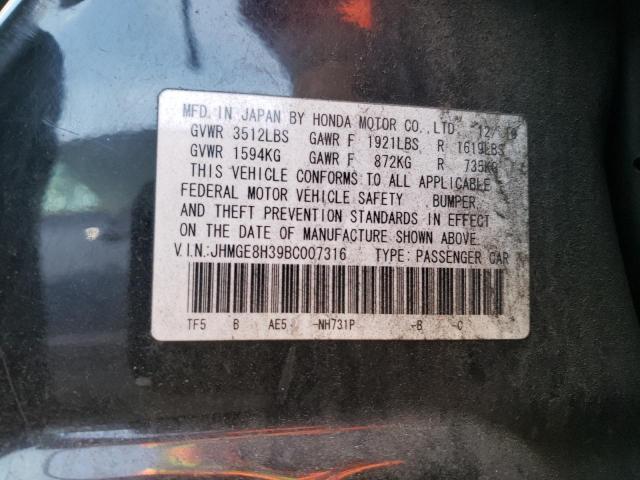 MFD. IN JAPAN BY HONDA MOTOR CO., LTD. 12/
GVWR 3512LBS GAWR F 1921LBS, R 1619LBS
GVWR 1594KG GAWR F 872KG R 735KG
THIS VEHICLE CONFORMS TO ALL APPLICABLE
FEDERAL MOTOR VEHICLE SAFETY BUMPER
AND THEFT PREVENTION STANDARDS IN EFFECT
ON THE DATE OF MANUFACTURE SHOWN ABOVE.
V.I.N.: JHMGE8H39BC007316 TYPE: PASSENGER CAR
TF5 B AE5 -NH731P -B -C